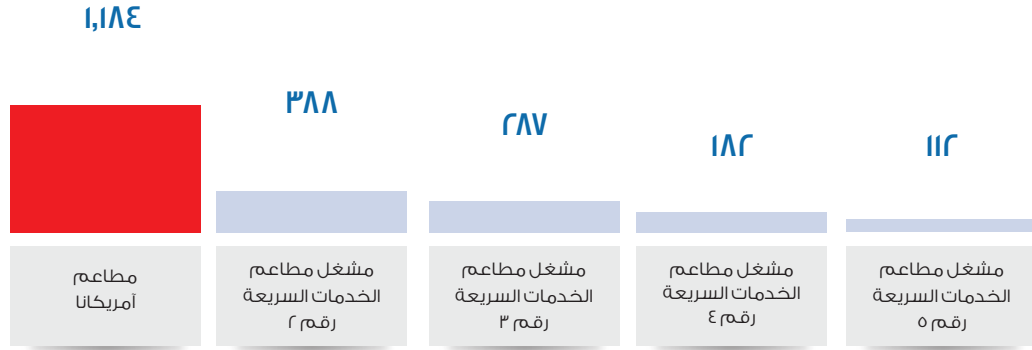 ١,١٨٤
٣٨٨
٢٨٧
١٨٢
١١٢
مطاعم
آمريكانا
مشغل مطاعم
الخدمات السريعة
رقم ٢
مشغل مطاعم
الخدمات السريعة
رقم ٣
مشغل مطاعم
الخدمات السريعة
رقم ٤
مشغل مطاعم
الخدمات السريعة
رقم ٥